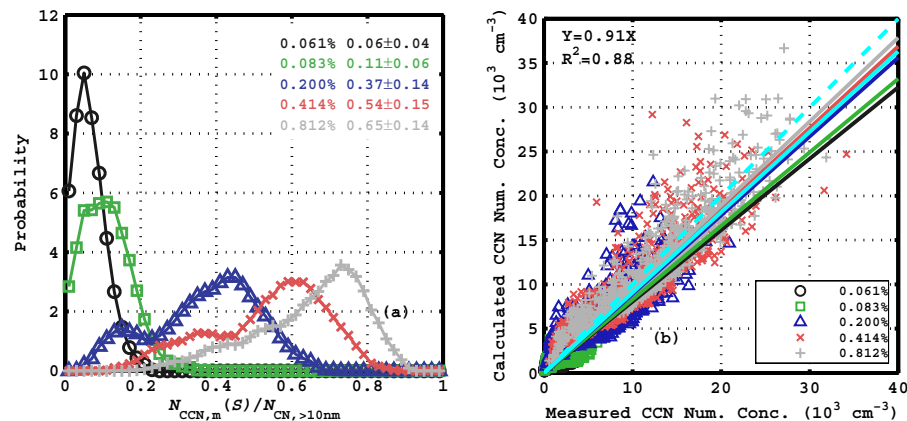 14
12
10
8
6
4
2
0
Probability
0.061% 0.06±0.04
0.083% 0.11±0.06
0.200% 0.37±0.14
0.414% 0.54±0.15
0.812% 0.65±0.14
(a)
0 0.2 0.4 0.6 0.8 1
N_CCN,m(S)/N_CN,>10nm
40
35
30
25
20
15
10
5
0
Calculated CCN Num. Conc. (10³ cm⁻³)
Y=0.91X
R²=0.88
(b)
0.061%
0.083%
0.200%
0.414%
0.812%
0 10 20 30 40
Measured CCN Num. Conc. (10³ cm⁻³)